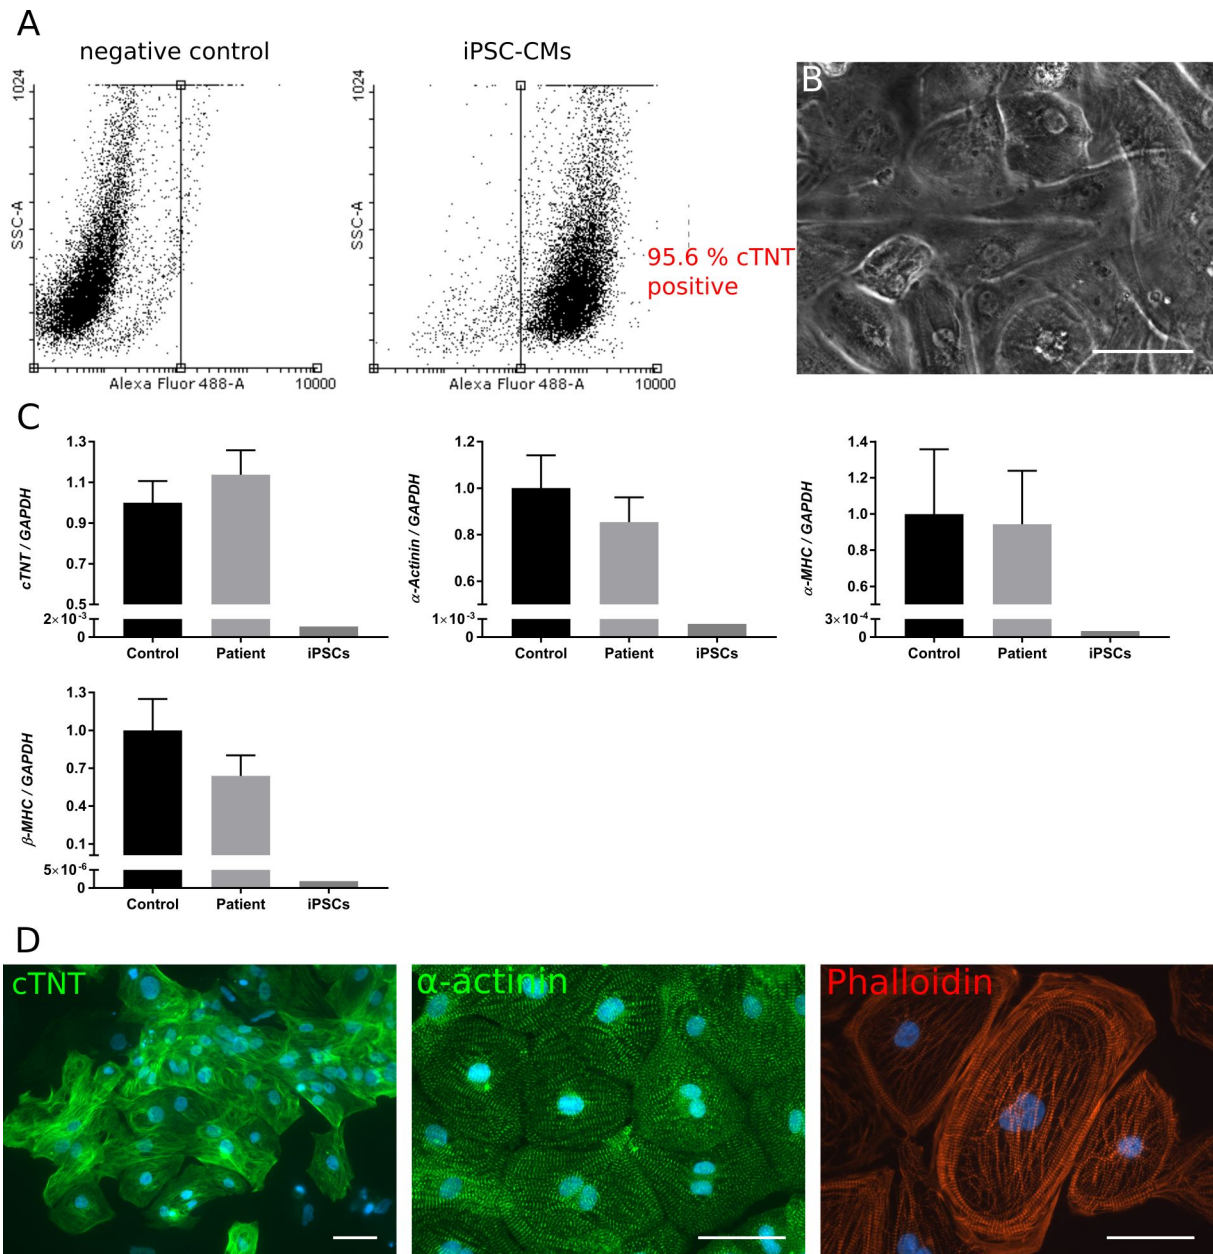 A
negative control
iPSC-CMs
1024
SSC-A
Alexa Fluor 488-A
10000
1024
SSC-A
Alexa Fluor 488-A
10000
95.6 % cTNT
positive
B
C
cTNT / GAPDH
1.3
1.1
0.9
0.7
0.5
2×10⁻³
0
Control
Patient
iPSCs
α-Actinin / GAPDH
1.2
1.0
0.8
0.6
1×10⁻³
0
Control
Patient
iPSCs
α-MHC / GAPDH
1.4
1.2
1.0
0.8
0.6
3×10⁻⁴
0
Control
Patient
iPSCs
β-MHC / GAPDH
1.3
1.0
0.7
0.4
0.1
5×10⁻⁶
0
Control
Patient
iPSCs
D
cTNT
α-actinin
Phalloidin